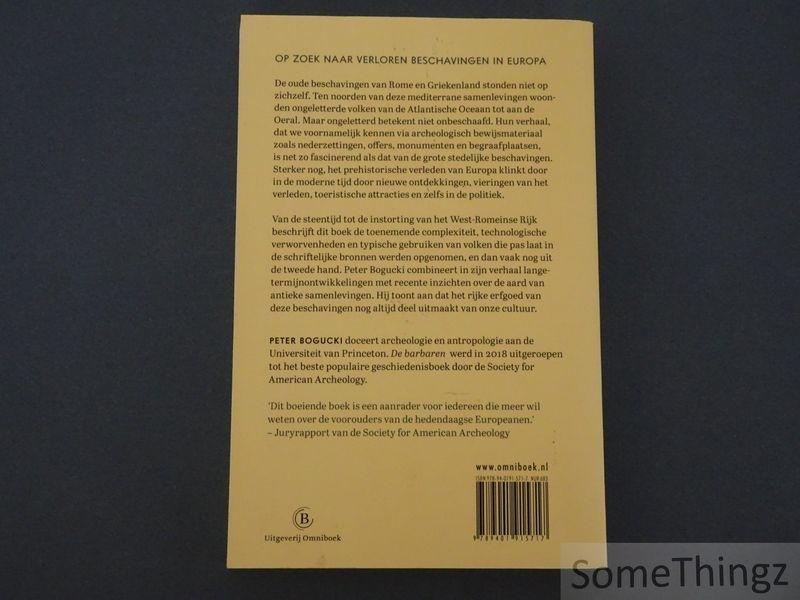 OP ZOEK NAAR VERLOREN BESCHAVINGEN IN EUROPA
De oude beschavingen van Rome en Griekenland stonden niet op
zichzelf. Ten noorden van deze mediterrane samenlevingen woon-
den ongeletterde volken van de Atlantische Oceaan tot aan de
Oeral. Maar ongeletterd betekent niet onbeschaafd. Hun verhaal,
dat we voornamelijk kennen via archeologisch bewijsmateriaal
zoals nederzettingen, offers, monumenten en begraafplaatsen,
is net zo fascinerend als dat van de grote stedelijke beschavingen.
Sterker nog, het prehistorische verleden van Europa klinkt door
in de moderne tijd door nieuwe ontdekkingen, vieringen van het
verleden, toeristische attracties en zelfs in de politiek.
Van de steentijd tot de instorting van het West-Romeinse Rijk
beschrijft dit boek de toenemende complexiteit, technologische
verworvenheden en typische gebruiken van volken die pas laat in
de schriftelijke bronnen werden opgenomen, en dan vaak nog uit
de tweede hand. Peter Bogucki combineert in zijn verhaal lange-
termijnontwikkelingen met recente inzichten over de aard van
antieke samenlevingen. Hij toont aan dat het rijke erfgoed van
deze beschavingen nog altijd deel uitmaakt van onze cultuur.
PETER BOGUCKI doceert archeologie en antropologie aan de
Universiteit van Princeton. De barbaren werd in 2018 uitgeroepen
tot het beste populaire geschiedenisboek door de Society for
American Archeology.
'Dit boeiende boek is een aanrader voor iedereen die meer wil
weten over de voorouders van de hedendaagse Europeanen.'
– Juryrapport van de Society for American Archeology
www.omniboek.nl
ISBN 978-94-0191-571-7 NUR 683
9 789401 915717
B
Uitgeverij Omniboek
SomeThingz